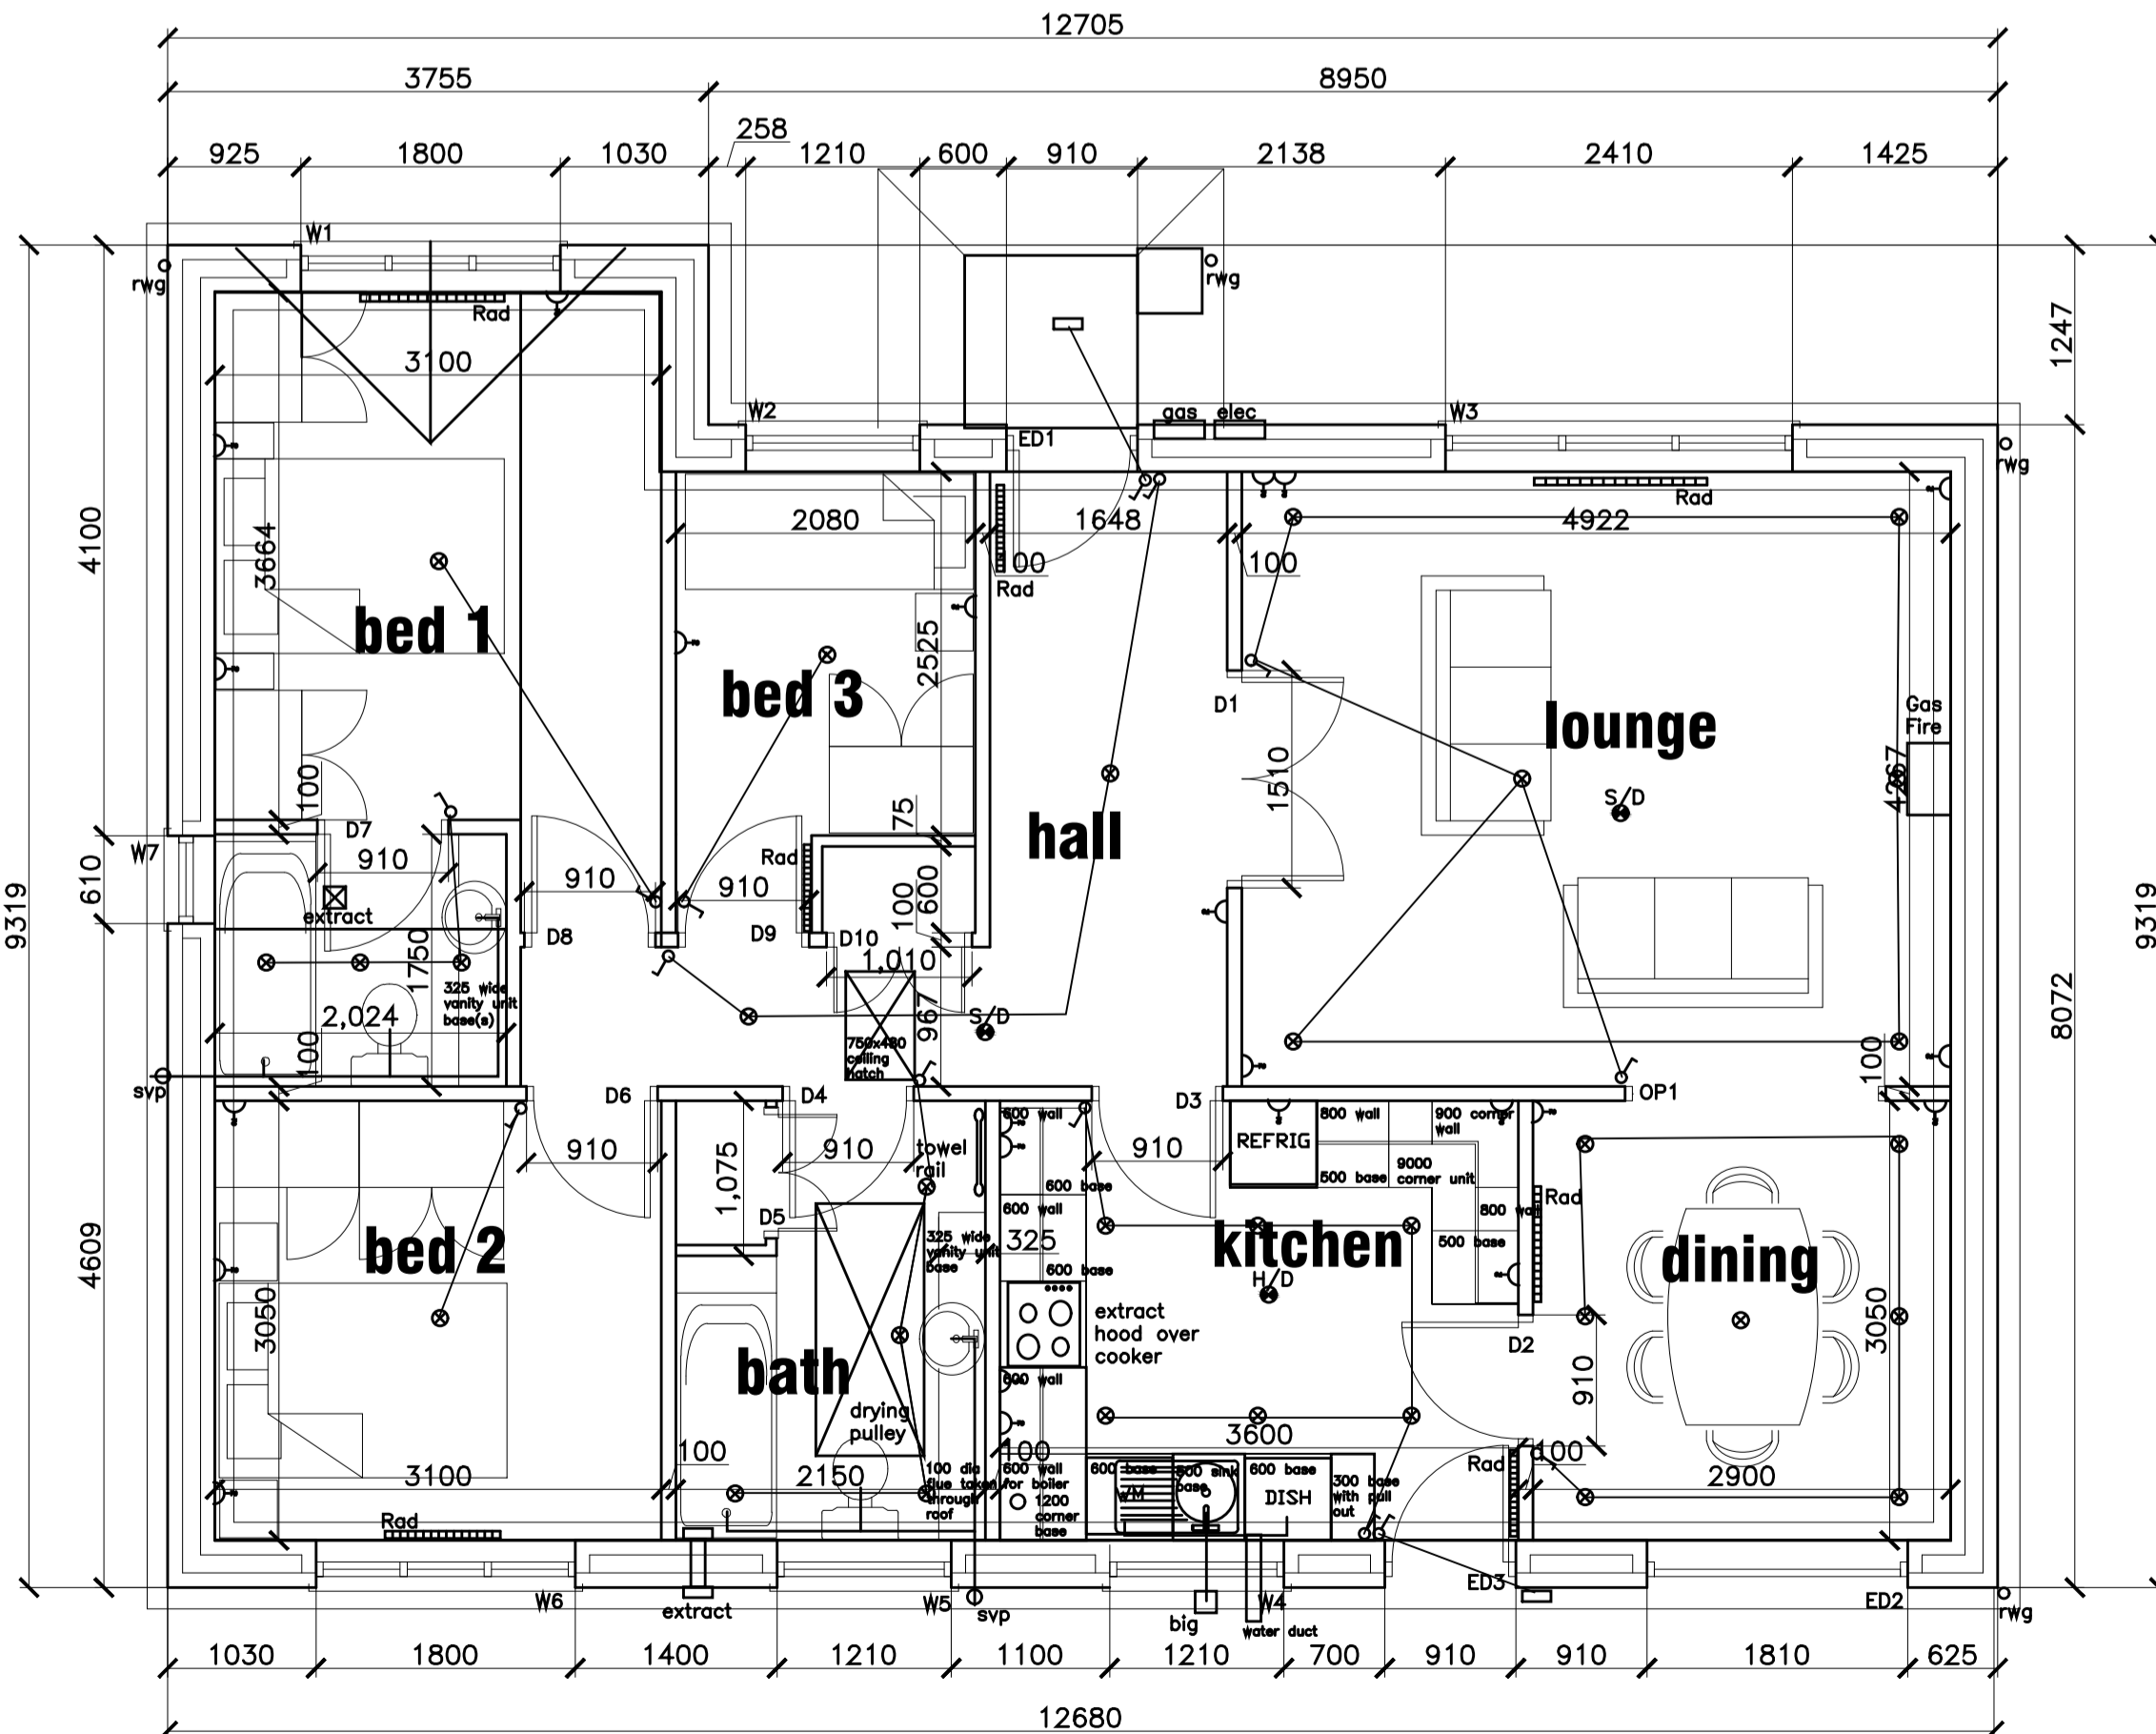 12705
3755
8950
258
925
1800
1030
1210
600
910
2138
2410
1425
W1
rwg
rwg
Rad
3100
1247
W2
gas
elec
W3
ED1
rwg
Rad
2080
1648
4922
4100
3664
100
100
Rad
bed 1
bed 3
2525
D1
lounge
Gas
Fire
1510
4267
S/D
100
75
hall
D7
W7
910
Rad
910
910
610
100
600
extract
D8
D9
D10
9319
9319
1,010
1750
325 wide
vanity unit
base(s)
2,024
967
S/D
8072
100
750x480
ceiling
hatch
100
svp
D6
D4
D3
OP1
600 wall
800 wall
900 corner
wall
REFRIG
910
910
towel
rail
910
500 base
9000
corner unit
1,075
600 base
Rad
600 wall
800 wall
D5
bed 2
325 wide
vanity unit
base
325
kitchen
500 base
dining
4609
600 base
H/D
3050
extract
hood over
cooker
D2
3050
bath
600 wall
910
drying
pulley
100
100
3600
100
3100
2150
100 dia
flue taken
through
roof
600 wall
for boiler
1200
corner
base
600 base
WM
800 sink
base
600 base
DISH
300 base
with pull
out
Rad
2900
Rad
W6
extract
W5
svp
big
W4
water duct
ED3
ED2
rwg
1030
1800
1400
1210
1100
1210
700
910
910
1810
625
12680